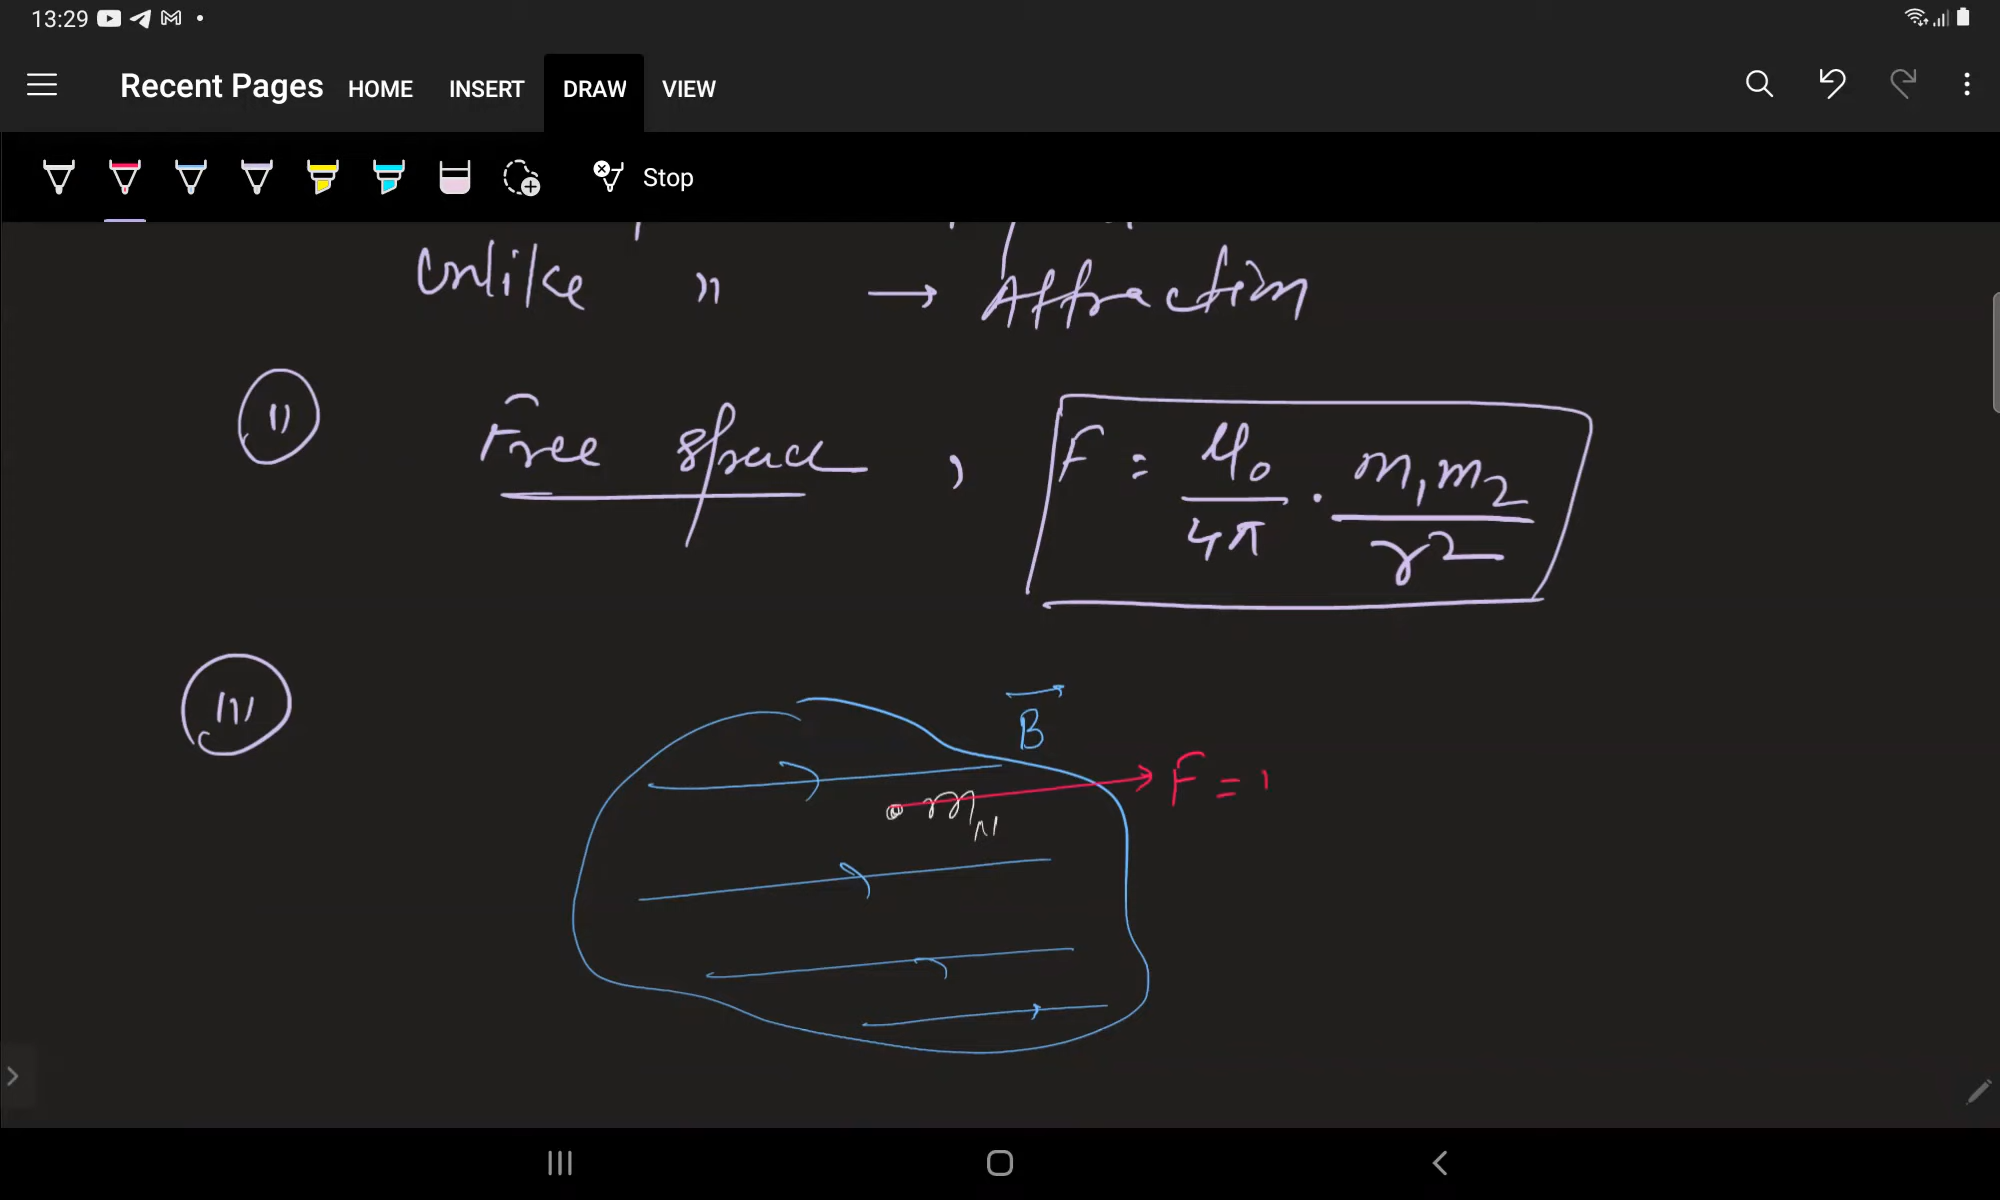 13:29
Recent Pages HOME INSERT DRAW VIEW
Stop
Unlike " → Attraction
(ii) Free space , F = μ₀/4π · m₁m₂/r²
(iii)
B⃗
m_N F =